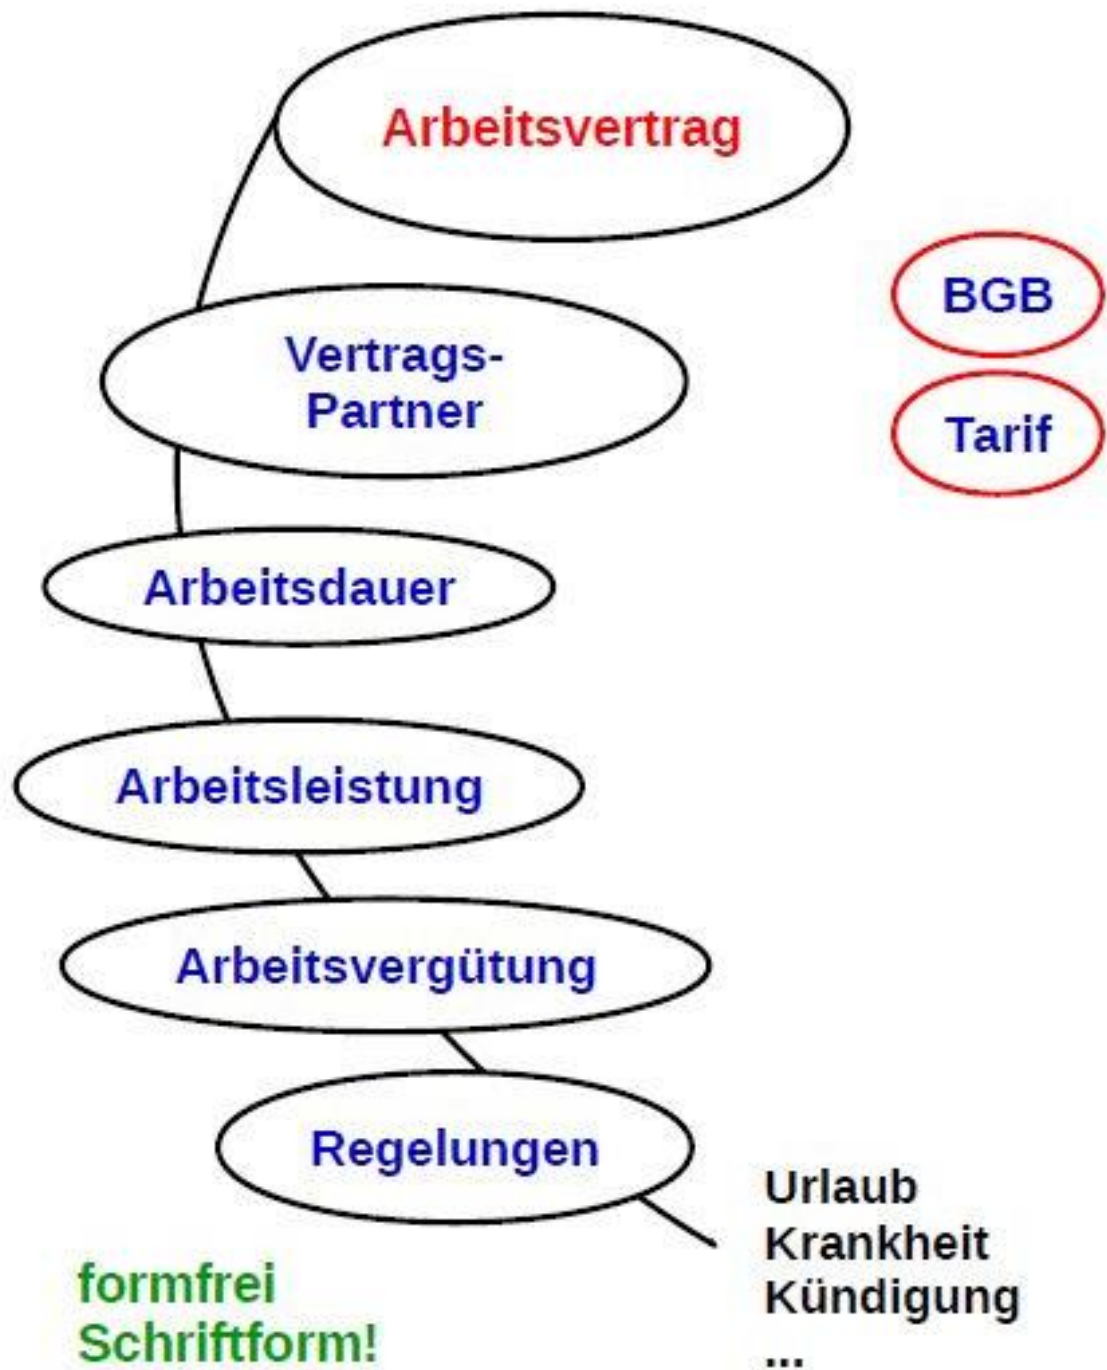 Arbeitsvertrag
BGB
Vertrags-
Partner
Tarif
Arbeitsdauer
Arbeitsleistung
Arbeitsvergütung
Regelungen
Urlaub
Krankheit
Kündigung
...
formfrei
Schriftform!